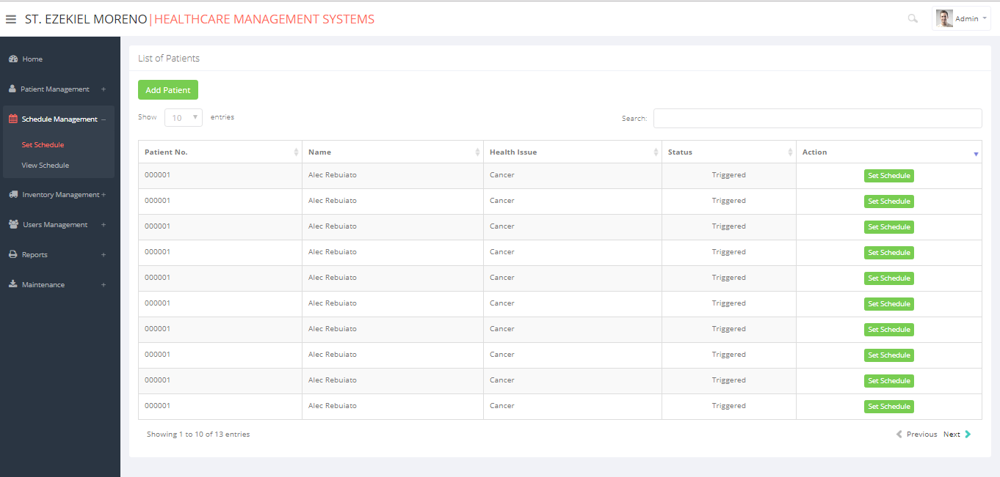 ST. EZEKIEL MORENO|HEALTHCARE MANAGEMENT SYSTEMS
Admin
Home
Patient Management +
Schedule Management –
Set Schedule
View Schedule
Inventory Management +
Users Management +
Reports +
Maintenance +
List of Patients
Add Patient
Show 10 entries
Search:
Patient No. Name Health Issue Status Action
000001 Alec Rebuiato Cancer Triggered Set Schedule
000001 Alec Rebuiato Cancer Triggered Set Schedule
000001 Alec Rebuiato Cancer Triggered Set Schedule
000001 Alec Rebuiato Cancer Triggered Set Schedule
000001 Alec Rebuiato Cancer Triggered Set Schedule
000001 Alec Rebuiato Cancer Triggered Set Schedule
000001 Alec Rebuiato Cancer Triggered Set Schedule
000001 Alec Rebuiato Cancer Triggered Set Schedule
000001 Alec Rebuiato Cancer Triggered Set Schedule
000001 Alec Rebuiato Cancer Triggered Set Schedule
Showing 1 to 10 of 13 entries
Previous Next